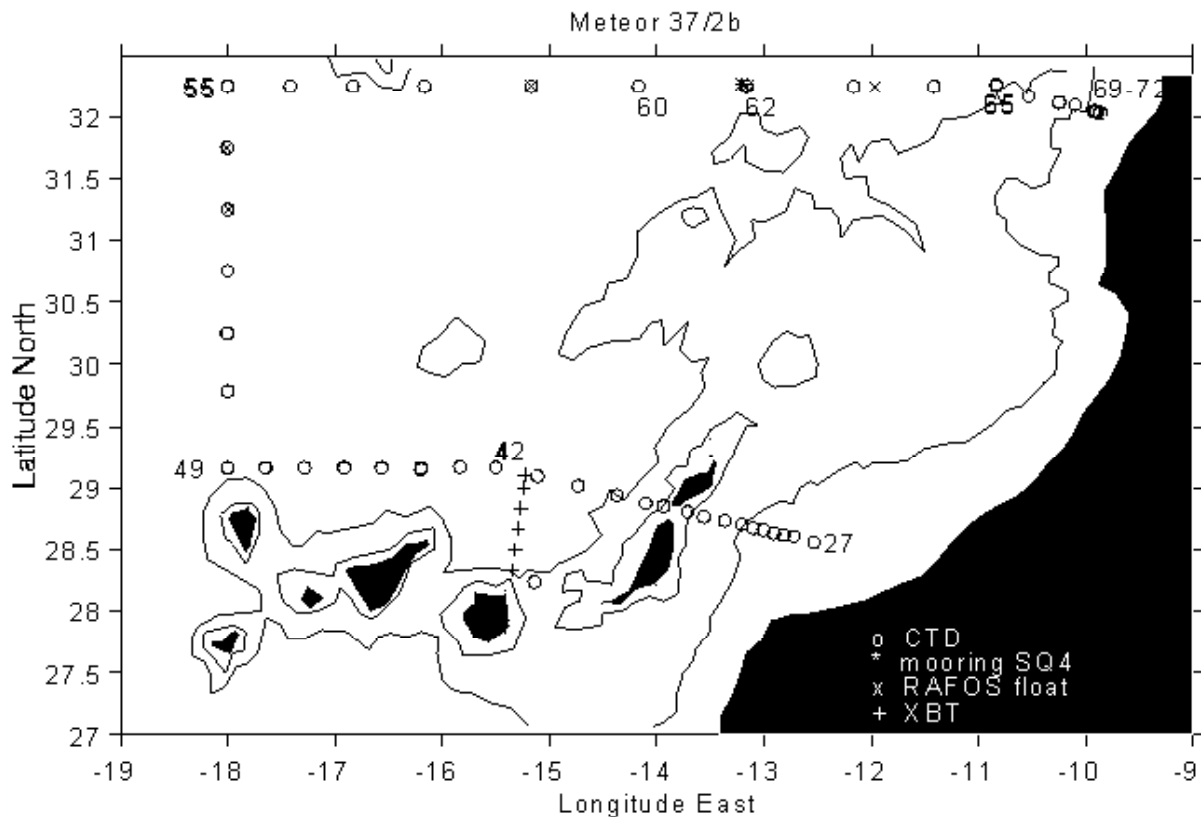 Meteor 37/2b
55
60
62
65
69-72
32
31.5
31
30.5
30
29.5
29
28.5
28
27.5
27
Latitude North
49
42
27
o CTD
* mooring SQ4
x RAFOS float
+ XBT
-19 -18 -17 -16 -15 -14 -13 -12 -11 -10 -9
Longitude East